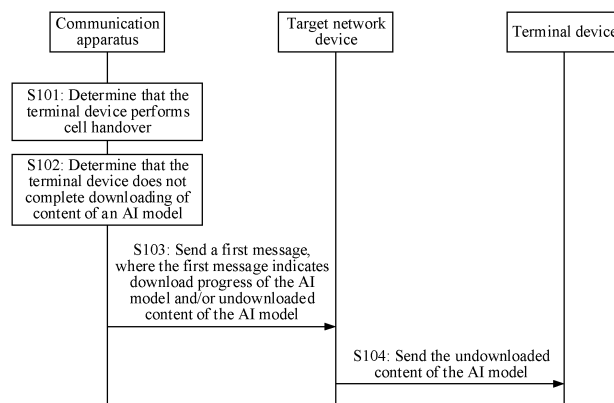 Communication
apparatus
Target network
device
Terminal device
S101: Determine that the
terminal device performs
cell handover
S102: Determine that the
terminal device does not
complete downloading of
content of an AI model
S103: Send a first message,
where the first message indicates
download progress of the AI
model and/or undownloaded
content of the AI model
S104: Send the undownloaded
content of the AI model